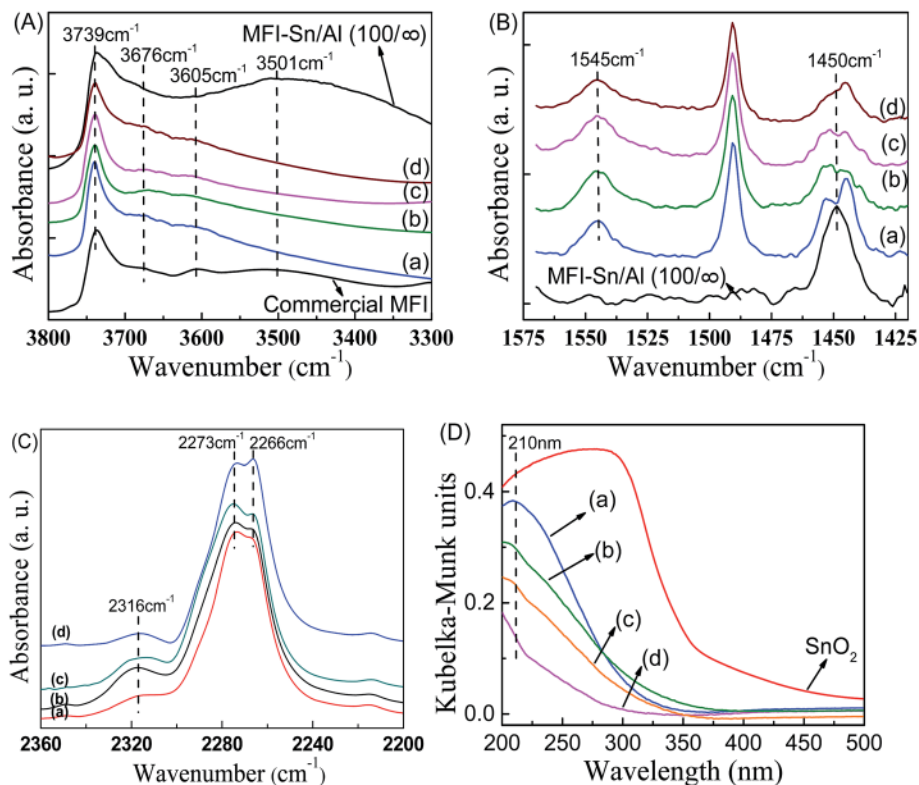 (A)
3739cm⁻¹
3676cm⁻¹
3605cm⁻¹
3501cm⁻¹
MFI-Sn/Al (100/∞)
(d)
(c)
(b)
(a)
Commercial MFI
Absorbance (a. u.)
3800 3700 3600 3500 3400 3300
Wavenumber (cm⁻¹)
(B)
1545cm⁻¹
1450cm⁻¹
(d)
(c)
(b)
(a)
MFI-Sn/Al (100/∞)
Absorbance (a. u.)
1575 1550 1525 1500 1475 1450 1425
Wavenumber (cm⁻¹)
(C)
2273cm⁻¹ 2266cm⁻¹
2316cm⁻¹
(d)
(c)
(b)
(a)
Absorbance (a. u.)
2360 2320 2280 2240 2200
Wavenumber (cm⁻¹)
(D)
210nm
(a)
(b)
(c)
(d)
SnO₂
Kubelka-Munk units
0.4
0.2
0.0
200 250 300 350 400 450 500
Wavelength (nm)